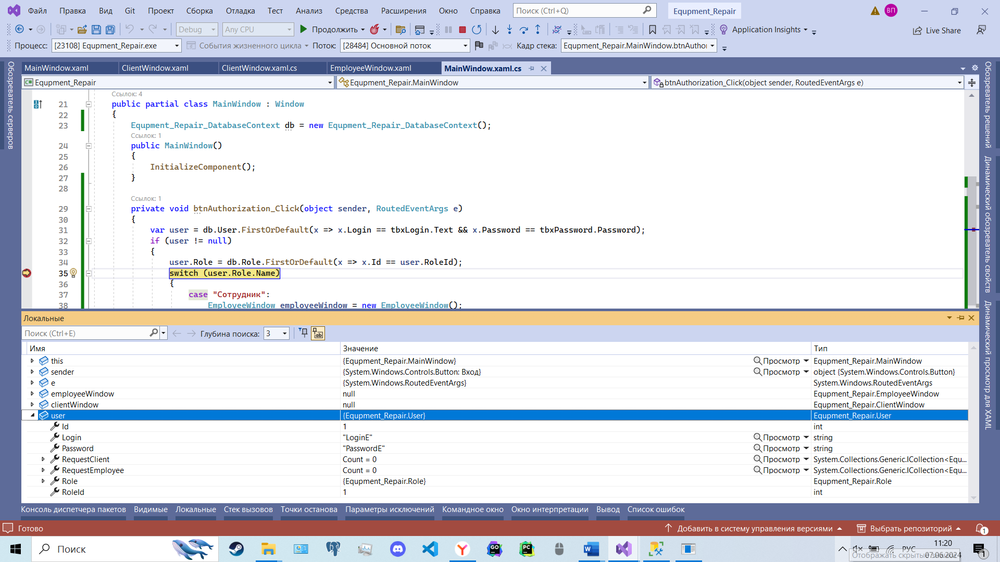 Файл Правка Вид Git Проект Сборка Отладка Тест Анализ Средства Расширения Окно Справка Поиск (Ctrl+Q) Equpment_Repair ВП
Debug Any CPU Продолжить Application Insights Live Share
Процесс: [23108] Equpment_Repair.exe События жизненного цикла Поток: [28484] Основной поток Кадр стека: Equpment_Repair.MainWindow.btnAuthor
Обозреватель серверов
MainWindow.xaml ClientWindow.xaml ClientWindow.xaml.cs EmployeeWindow.xaml MainWindow.xaml.cs
Equpment_Repair Equpment_Repair.MainWindow btnAuthorization_Click(object sender, RoutedEventArgs e)
Ссылок: 4
21 public partial class MainWindow : Window
22 {
23 Equpment_Repair_DatabaseContext db = new Equpment_Repair_DatabaseContext();
Ссылок: 1
24 public MainWindow()
25 {
26 InitializeComponent();
27 }
28
Ссылок: 1
29 private void btnAuthorization_Click(object sender, RoutedEventArgs e)
30 {
31 var user = db.User.FirstOrDefault(x => x.Login == tbxLogin.Text && x.Password == tbxPassword.Password);
32 if (user != null)
33 {
34 user.Role = db.Role.FirstOrDefault(x => x.Id == user.RoleId);
35 switch (user.Role.Name)
36 {
37 case "Сотрудник":
38 EmployeeWindow employeeWindow = new EmployeeWindow();
Обозреватель решений
Динамический обозреватель свойств
Динамический просмотр для XAML
Локальные
Поиск (Ctrl+E) Глубина поиска: 3
Имя Значение Тип
this {Equpment_Repair.MainWindow} Просмотр Equpment_Repair.MainWindow
sender {System.Windows.Controls.Button: Вход} Просмотр object {System.Windows.Controls.Button}
e {System.Windows.RoutedEventArgs} System.Windows.RoutedEventArgs
employeeWindow null Equpment_Repair.EmployeeWindow
clientWindow null Equpment_Repair.ClientWindow
user {Equpment_Repair.User} Equpment_Repair.User
Id 1 int
Login "LoginE" Просмотр string
Password "PasswordE" Просмотр string
RequestClient Count = 0 Просмотр System.Collections.Generic.ICollection<Equ...
RequestEmployee Count = 0 Просмотр System.Collections.Generic.ICollection<Equ...
Role {Equpment_Repair.Role} Equpment_Repair.Role
RoleId 1 int
Консоль диспетчера пакетов Видимые Локальные Стек вызовов Точки останова Параметры исключений Командное окно Окно интерпретации Вывод Список ошибок
Готово Добавить в систему управления версиями Выбрать репозиторий 1
Поиск GO PC W РУС 11:20
07.06.2024 1
Отображать скрытые